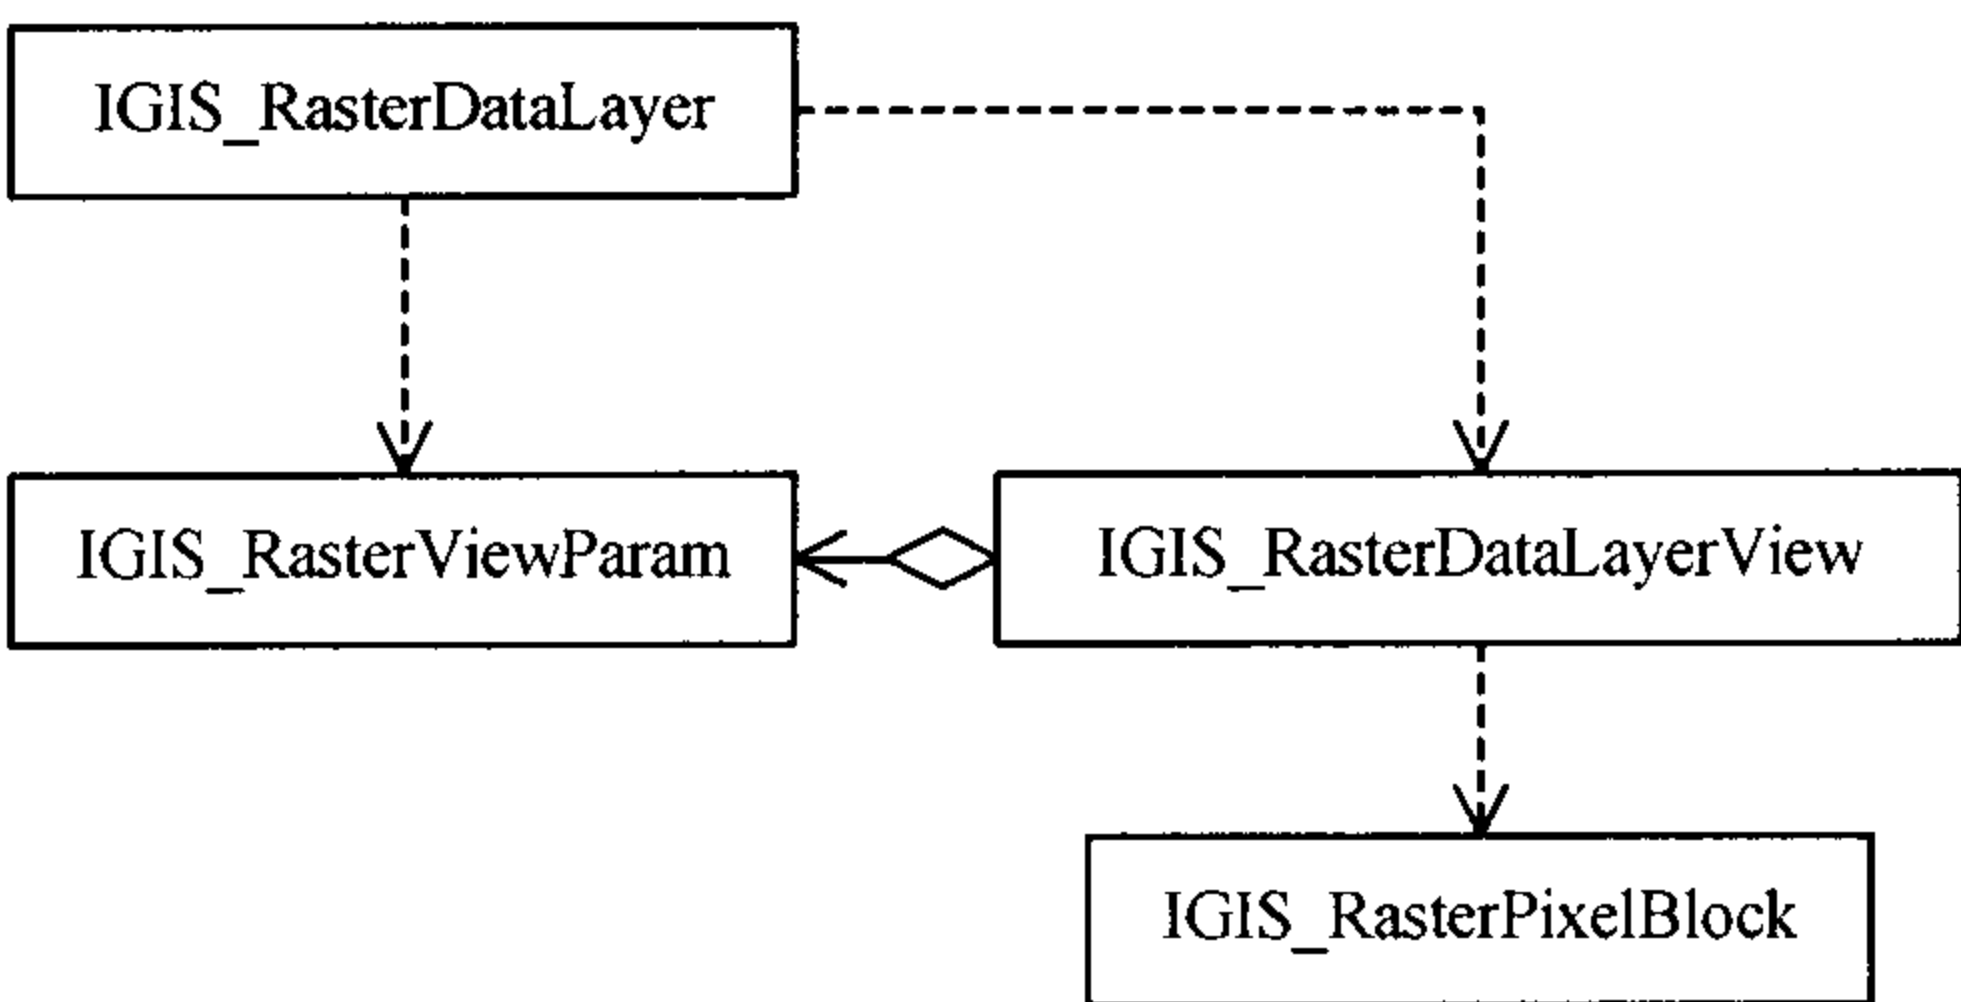 IGIS_RasterDataLayer
IGIS_RasterViewParam
IGIS_RasterDataLayerView
IGIS_RasterPixelBlock